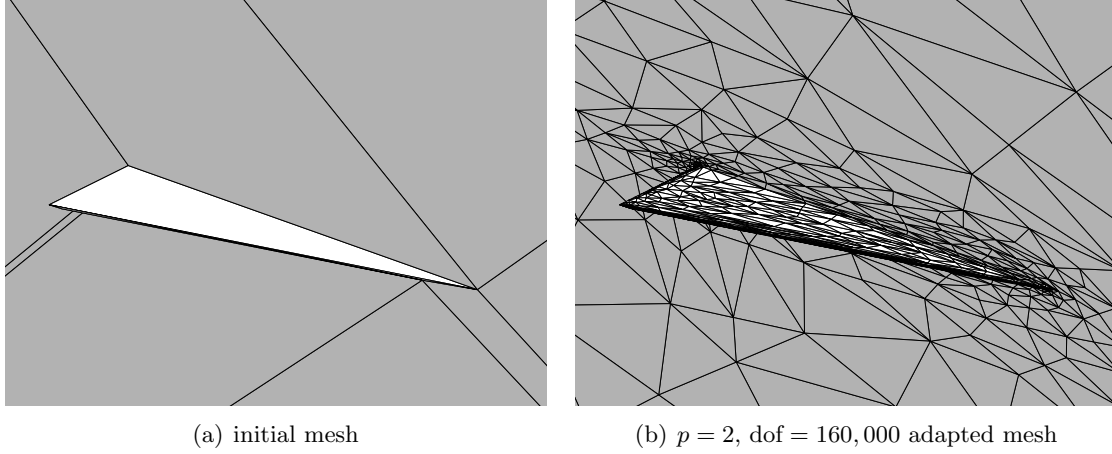 (a) initial mesh
(b) p = 2, dof = 160,000 adapted mesh